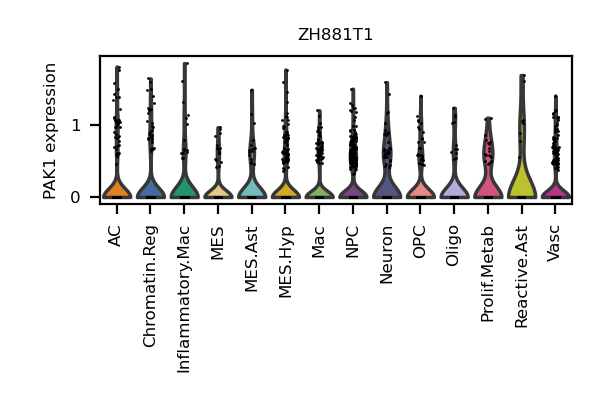 ZH881T1
PAK1 expression
1
0
AC
Chromatin.Reg
Inflammatory.Mac
MES
MES.Ast
MES.Hyp
Mac
NPC
Neuron
OPC
Oligo
Prolif.Metab
Reactive.Ast
Vasc